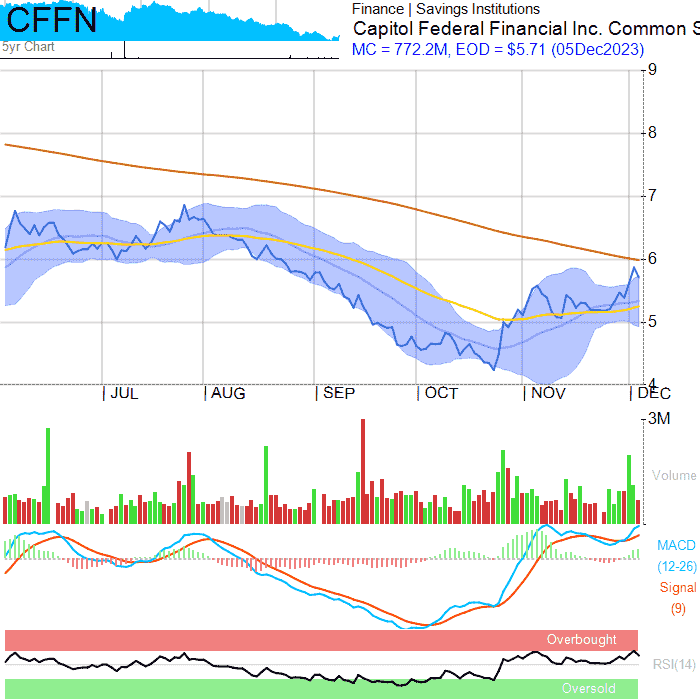 CFFN
5yr Chart
Finance | Savings Institutions
Capitol Federal Financial Inc. Common S
MC = 772.2M, EOD = $5.71 (05Dec2023)
9
8
7
6
5
4
JUL AUG SEP OCT NOV DEC
3M
Volume
MACD
(12-26)
Signal
(9)
Overbought
RSI(14)
Oversold